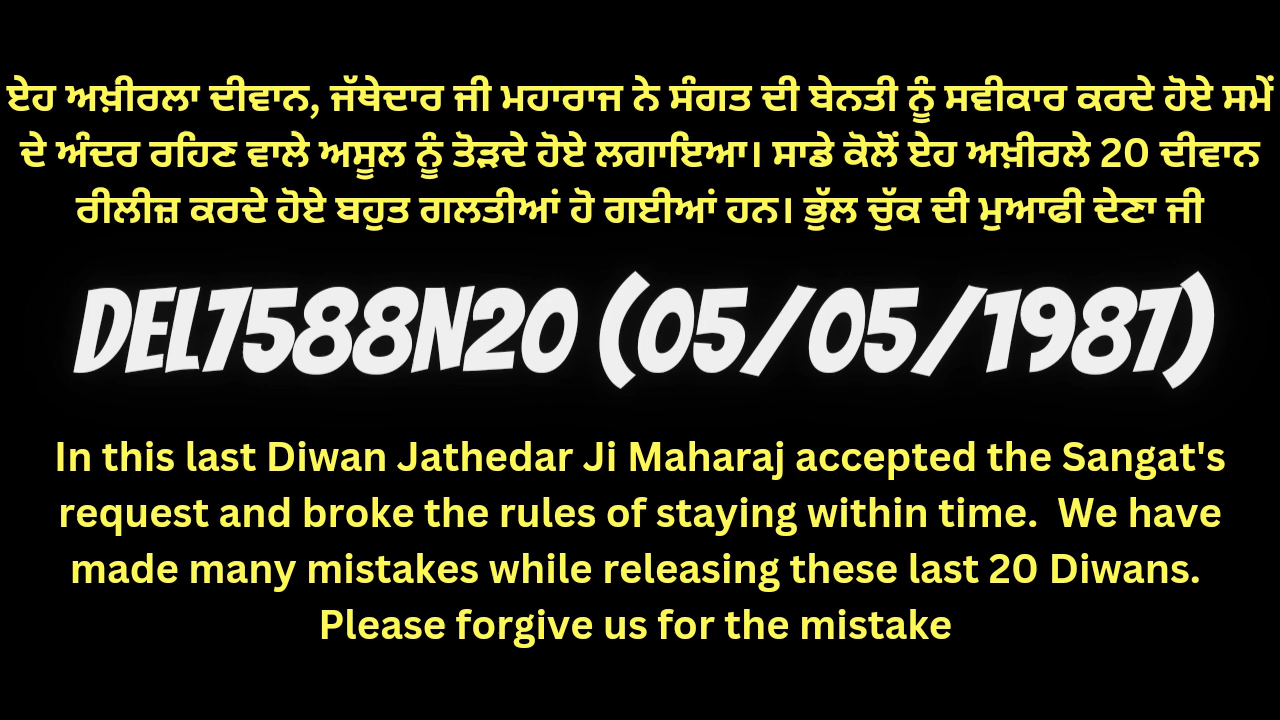 ਏਹ ਅਖ਼ੀਰਲਾ ਦੀਵਾਨ, ਜੱਥੇਦਾਰ ਜੀ ਮਹਾਰਾਜ ਨੇ ਸੰਗਤ ਦੀ ਬੇਨਤੀ ਨੂੰ ਸਵੀਕਾਰ ਕਰਦੇ ਹੋਏ ਸਮੇਂ
ਦੇ ਅੰਦਰ ਰਹਿਣ ਵਾਲੇ ਅਸੂਲ ਨੂੰ ਤੋੜਦੇ ਹੋਏ ਲਗਾਇਆ। ਸਾਡੇ ਕੋਲੋਂ ਏਹ ਅਖ਼ੀਰਲੇ 20 ਦੀਵਾਨ
ਰੀਲੀਜ਼ ਕਰਦੇ ਹੋਏ ਬਹੁਤ ਗਲਤੀਆਂ ਹੋ ਗਈਆਂ ਹਨ। ਭੁੱਲ ਚੁੱਕ ਦੀ ਮੁਆਫੀ ਦੇਣਾ ਜੀ
DEL7588N20 (05/05/1987)
In this last Diwan Jathedar Ji Maharaj accepted the Sangat's
request and broke the rules of staying within time.  We have
made many mistakes while releasing these last 20 Diwans.
Please forgive us for the mistake